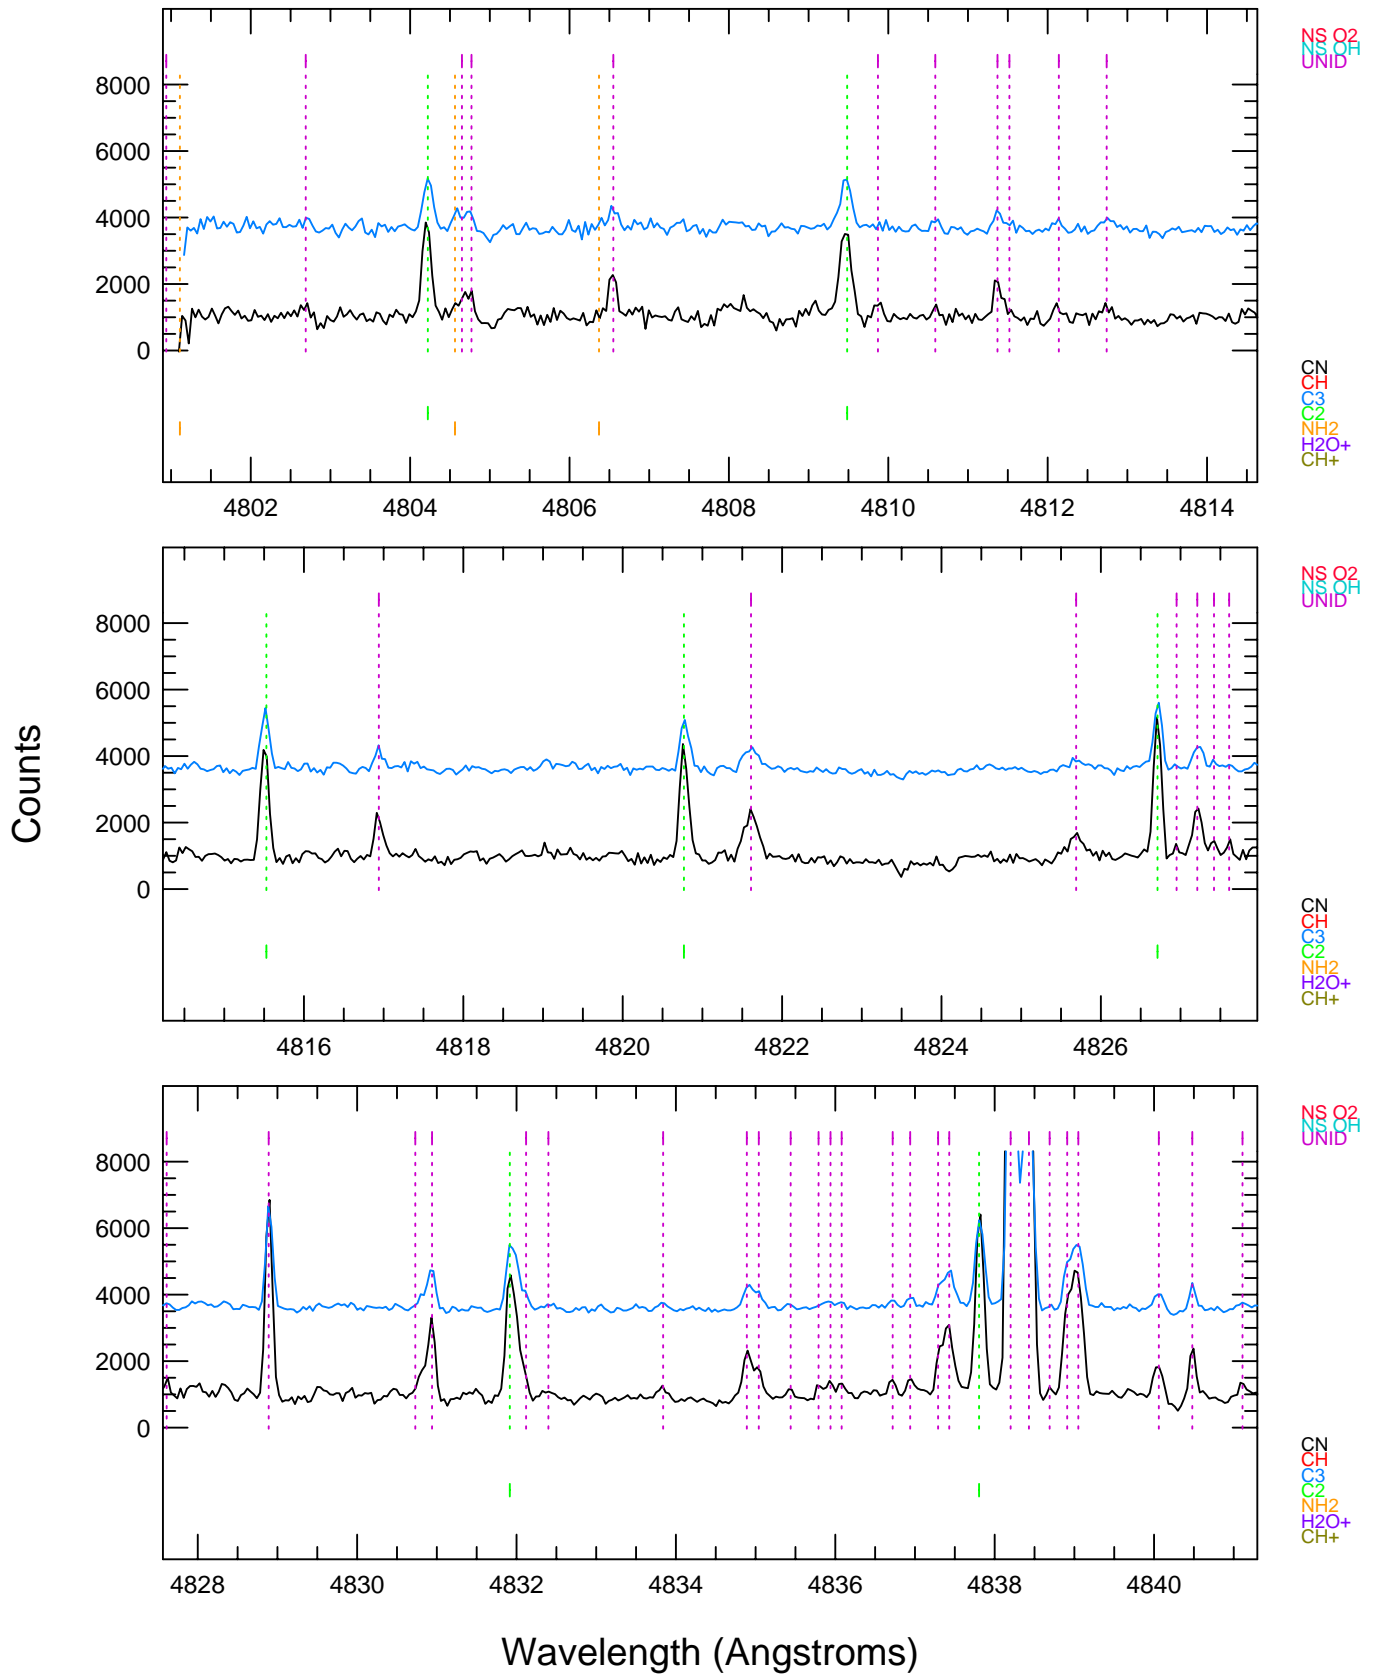 NS O2
NS OH
UNID
8000
6000
4000
2000
0
CN
CH
C3
C2
NH2
H2O+
CH+
4802 4804 4806 4808 4810 4812 4814
NS O2
NS OH
UNID
8000
6000
4000
2000
0
CN
CH
C3
C2
NH2
H2O+
CH+
4816 4818 4820 4822 4824 4826
Counts
NS O2
NS OH
UNID
8000
6000
4000
2000
0
CN
CH
C3
C2
NH2
H2O+
CH+
4828 4830 4832 4834 4836 4838 4840
Wavelength (Angstroms)